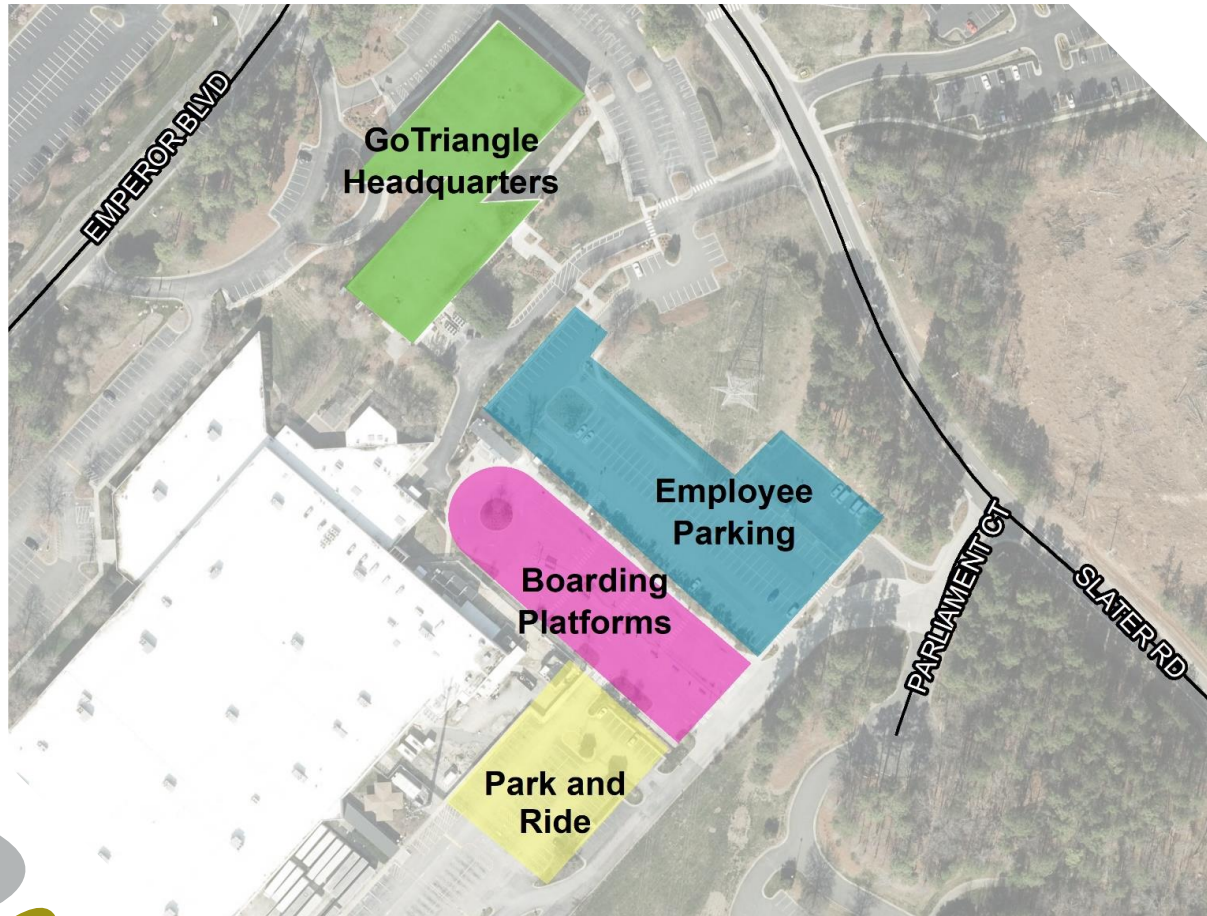 EMPEROR BLVD
GoTriangle
Headquarters
Employee
Parking
Boarding
Platforms
PARLIAMENT CT
SLATER RD
Park and
Ride